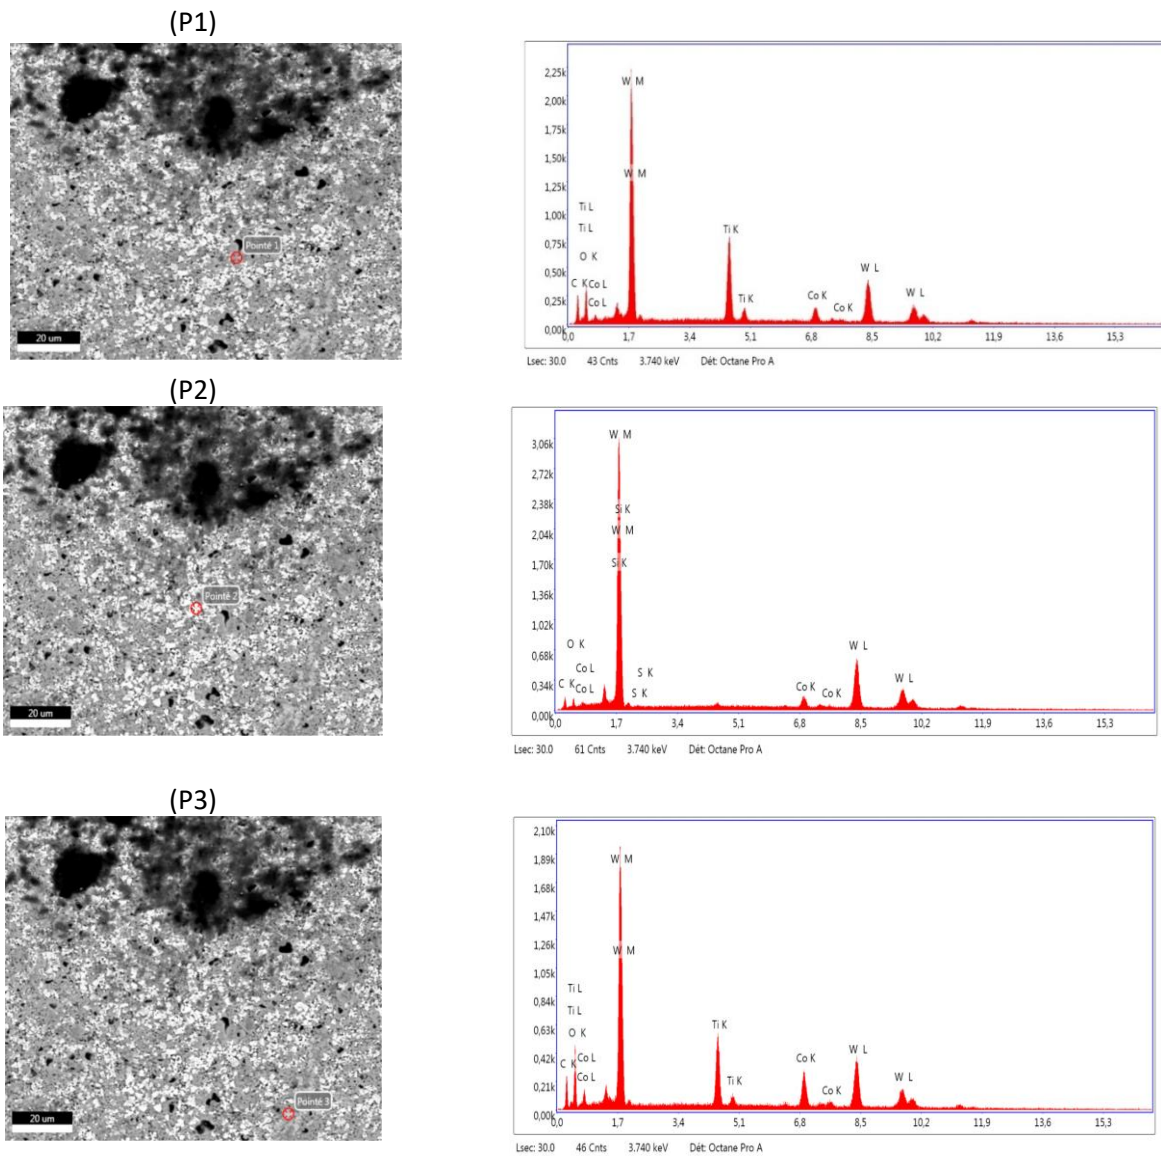 (P1)
Pointé 1
20 um
2,25k
2,00k
1,75k
1,50k
1,25k
1,00k
0,75k
0,50k
0,25k
0,00k
W M
W M
Ti L
Ti L
O K
C K Co L
Co L
Ti K
Ti K
Co K
Co K
W L
W L
0,0 1,7 3,4 5,1 6,8 8,5 10,2 11,9 13,6 15,3
Lsec: 30.0 43 Cnts 3.740 keV Dét: Octane Pro A
(P2)
Pointé 2
20 um
3,06k
2,72k
2,38k
2,04k
1,70k
1,36k
1,02k
0,68k
0,34k
0,00k
W M
Si K
W M
Si K
O K
Co L
C K Co L
S K
S K
Co K
Co K
W L
W L
0,0 1,7 3,4 5,1 6,8 8,5 10,2 11,9 13,6 15,3
Lsec: 30.0 61 Cnts 3.740 keV Dét: Octane Pro A
(P3)
Pointé 3
20 um
2,10k
1,89k
1,68k
1,47k
1,26k
1,05k
0,84k
0,63k
0,42k
0,21k
0,00k
W M
W M
Ti L
Ti L
O K
C K Co L
Co L
Ti K
Ti K
Co K
Co K
W L
W L
0,0 1,7 3,4 5,1 6,8 8,5 10,2 11,9 13,6 15,3
Lsec: 30.0 46 Cnts 3.740 keV Dét: Octane Pro A